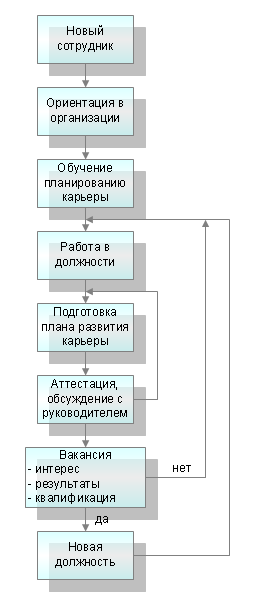 Новый
сотрудник
Ориентация в
организации
Обучение
планированию
карьеры
Работа в
должности
Подготовка
плана развития
карьеры
Аттестация,
обсуждение с
руководителем
Вакансия
- интерес
- результаты
- квалификация
нет
да
Новая
должность